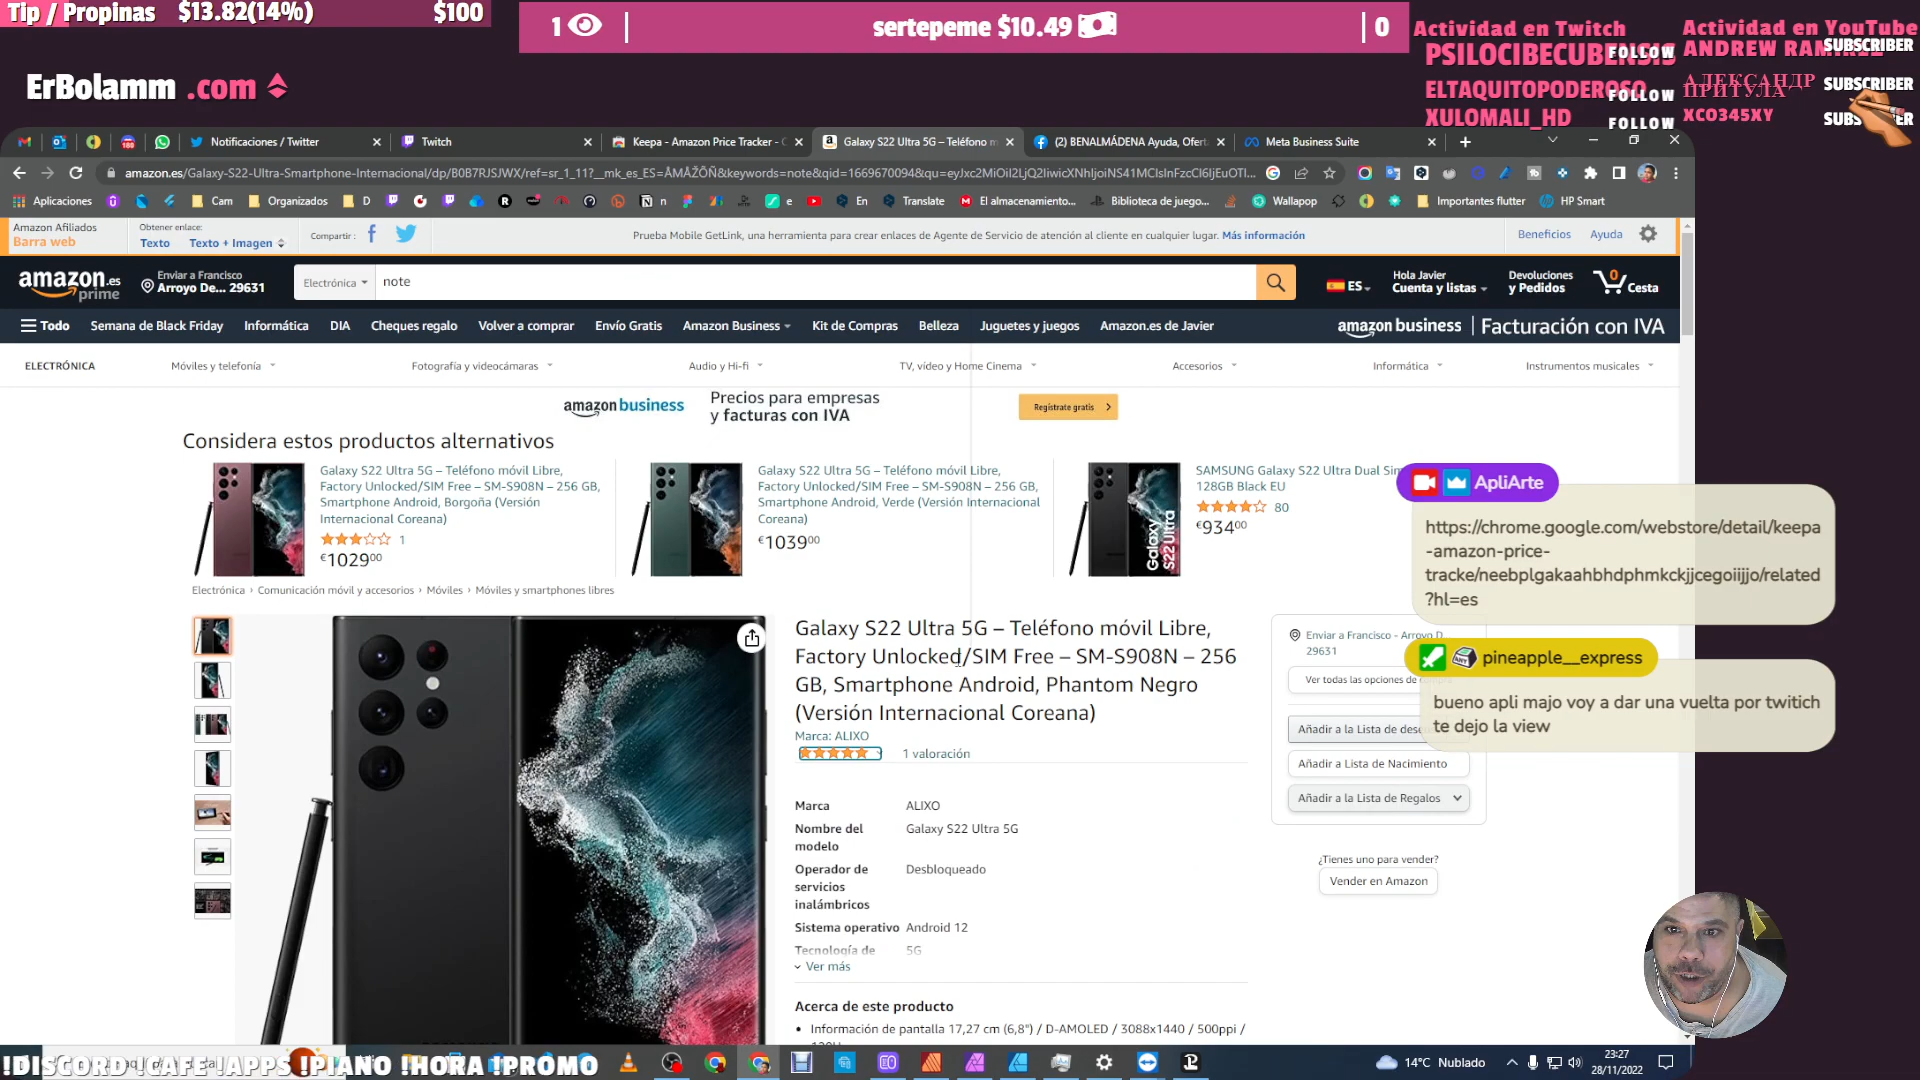 Tip / Propinas $13.82(14%) $100
1
sertepeme $10.49
0
Actividad en Twitch
PSILOCIBECUBENSIS FOLLOW
ELTAQUITOPODEROSO FOLLOW
XULOMALI_HD FOLLOW
Actividad en YouTube
SUBSCRIBER
АЛЕКСАНДР ПРИТУЛА SUBSCRIBER
XCO345XY
ErBolamm .com
Notificaciones / Twitter
Twitch
Keepa - Amazon Price Tracker - C
Galaxy S22 Ultra 5G – Teléfono m
(2) BENALMÁDENA Ayuda, Ofert
Meta Business Suite
Aplicaciones
Cam
Organizados
D
n
e
En
Translate
El almacenamiento...
Biblioteca de juego...
Wallapop
Importantes flutter
HP Smart
Amazon Afiliados
Barra web
Obtener enlace:
Texto
Texto + Imagen
Compartir :
Prueba Mobile GetLink, una herramienta para crear enlaces de Agente de Servicio de atención al cliente en cualquier lugar. Más información
Beneficios
Ayuda
amazon.es
prime
Enviar a Francisco
Arroyo De... 29631
Electrónica
note
ES
Hola Javier
Cuenta y listas
Devoluciones
y Pedidos
0
Cesta
Todo
Semana de Black Friday
Informática
DIA
Cheques regalo
Volver a comprar
Envío Gratis
Amazon Business
Kit de Compras
Belleza
Juguetes y juegos
Amazon.es de Javier
amazon business | Facturación con IVA
ELECTRÓNICA
Móviles y telefonía
Fotografía y videocámaras
Audio y Hi-fi
TV, vídeo y Home Cinema
Accesorios
Informática
Instrumentos musicales
amazon business
Precios para empresas
y facturas con IVA
Regístrate gratis
Considera estos productos alternativos
Galaxy S22 Ultra 5G – Teléfono móvil Libre,
Factory Unlocked/SIM Free – SM-S908N – 256 GB,
Smartphone Android, Borgoña (Versión
Internacional Coreana)
1
€1029⁰⁰
Galaxy S22 Ultra 5G – Teléfono móvil Libre,
Factory Unlocked/SIM Free – SM-S908N – 256 GB,
Smartphone Android, Verde (Versión Internacional
Coreana)
€1039⁰⁰
Galaxy
S22 Ultra
SAMSUNG Galaxy S22 Ultra Dual Sim
128GB Black EU
80
€934⁰⁰
ApliArte
https://chrome.google.com/webstore/detail/keepa
-amazon-price-
tracke/neebplgakaahbhdphmkckjjcegoiijjo/related
?hl=es
pineapple__express
bueno apli majo voy a dar una vuelta por twitich
te dejo la view
Electrónica › Comunicación móvil y accesorios › Móviles › Móviles y smartphones libres
Galaxy S22 Ultra 5G – Teléfono móvil Libre,
Factory Unlocked/SIM Free – SM-S908N – 256
GB, Smartphone Android, Phantom Negro
(Versión Internacional Coreana)
Marca: ALIXO
1 valoración
Marca ALIXO
Nombre del modelo Galaxy S22 Ultra 5G
Operador de servicios inalámbricos Desbloqueado
Sistema operativo Android 12
Tecnología de 5G
Ver más
Acerca de este producto
Información de pantalla 17,27 cm (6,8") / D-AMOLED / 3088x1440 / 500ppi /
120H
Enviar a Francisco - Arroyo D
29631
Ver todas las opciones de
Añadir a la Lista de
Añadir a Lista de Nacimiento
Añadir a la Lista de Regalos
¿Tienes uno para vender?
Vender en Amazon
!DISCORD !CAFE !APPS !PIANO !HORA !PROMO
14°C Nublado
23:27
28/11/2022